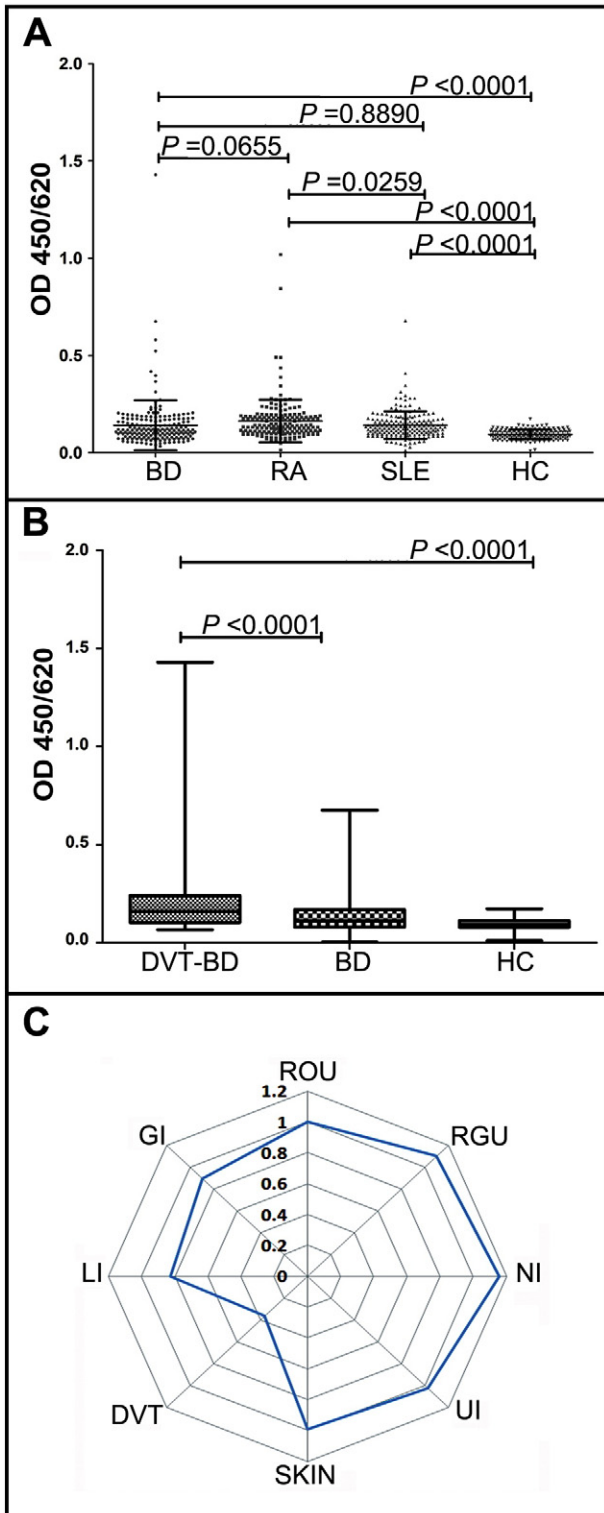 A
OD 450/620
2.0
1.5
1.0
0.5
0.0
P <0.0001
P =0.8890
P =0.0655
P =0.0259
P <0.0001
P <0.0001
BD RA SLE HC
B
OD 450/620
2.0
1.5
1.0
0.5
0.0
P <0.0001
P <0.0001
DVT-BD BD HC
C
ROU
1.2
1
0.8
0.6
0.4
0.2
0
GI RGU
LI NI
DVT UI
SKIN